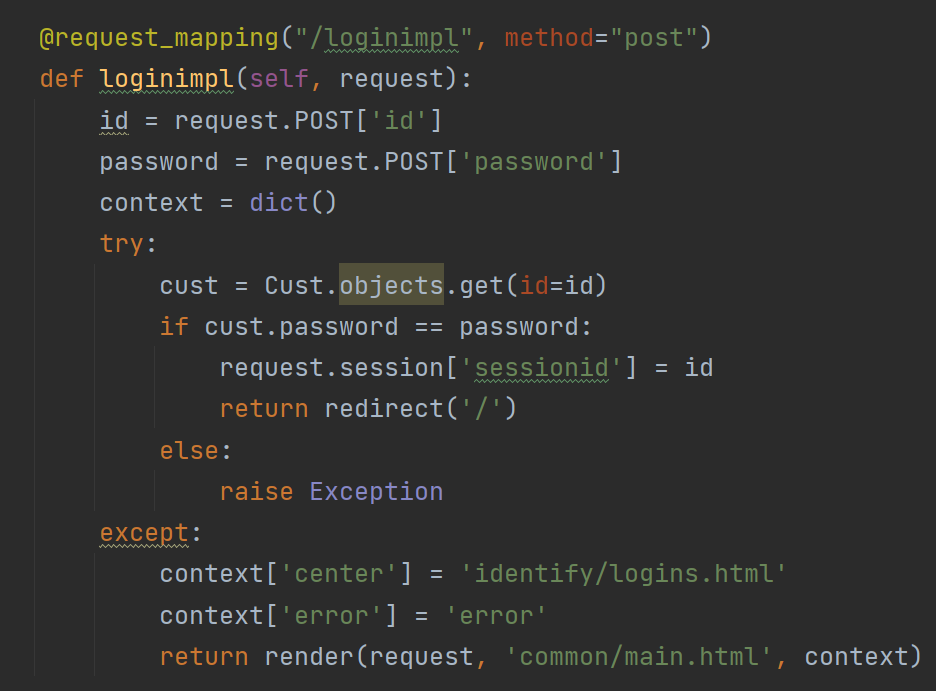 @request_mapping("/loginimpl", method="post")
def loginimpl(self, request):
    id = request.POST['id']
    password = request.POST['password']
    context = dict()
    try:
        cust = Cust.objects.get(id=id)
        if cust.password == password:
            request.session['sessionid'] = id
            return redirect('/')
        else:
            raise Exception
    except:
        context['center'] = 'identify/logins.html'
        context['error'] = 'error'
        return render(request, 'common/main.html', context)